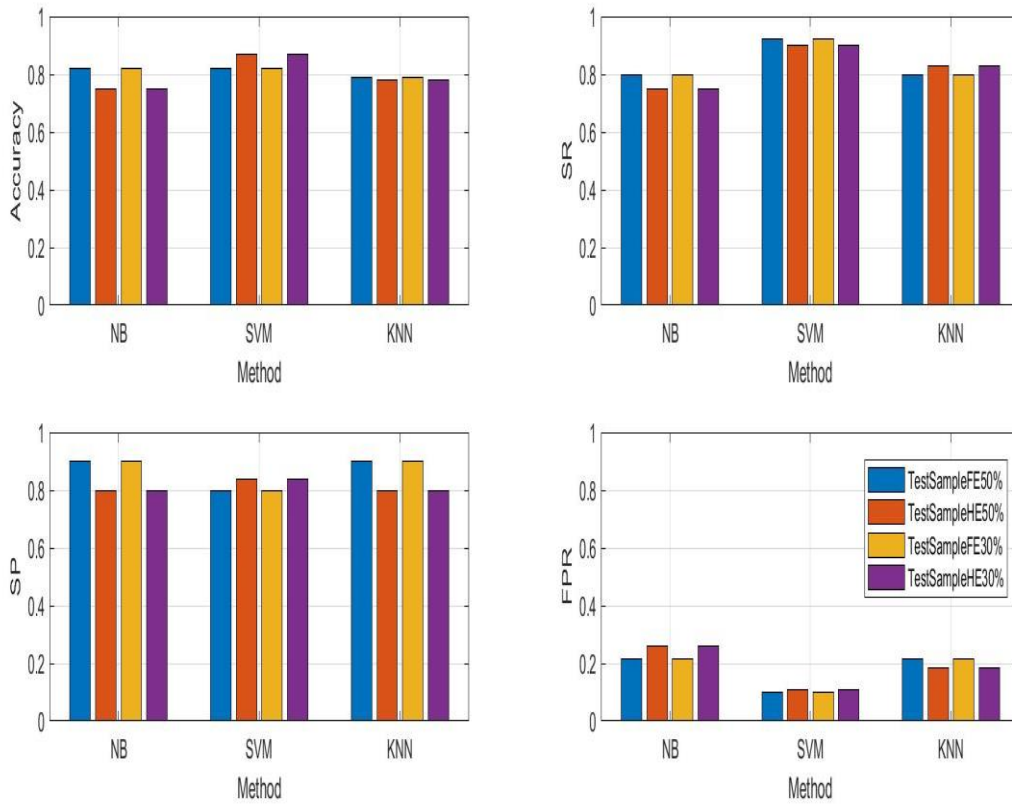 1
0.8
0.6
0.4
0.2
0
Accuracy
NB SVM KNN
Method
1
0.8
0.6
0.4
0.2
0
SR
NB SVM KNN
Method
1
0.8
0.6
0.4
0.2
0
SP
NB SVM KNN
Method
1
0.8
0.6
0.4
0.2
0
FPR
TestSampleFE50%
TestSampleHE50%
TestSampleFE30%
TestSampleHE30%
NB SVM KNN
Method